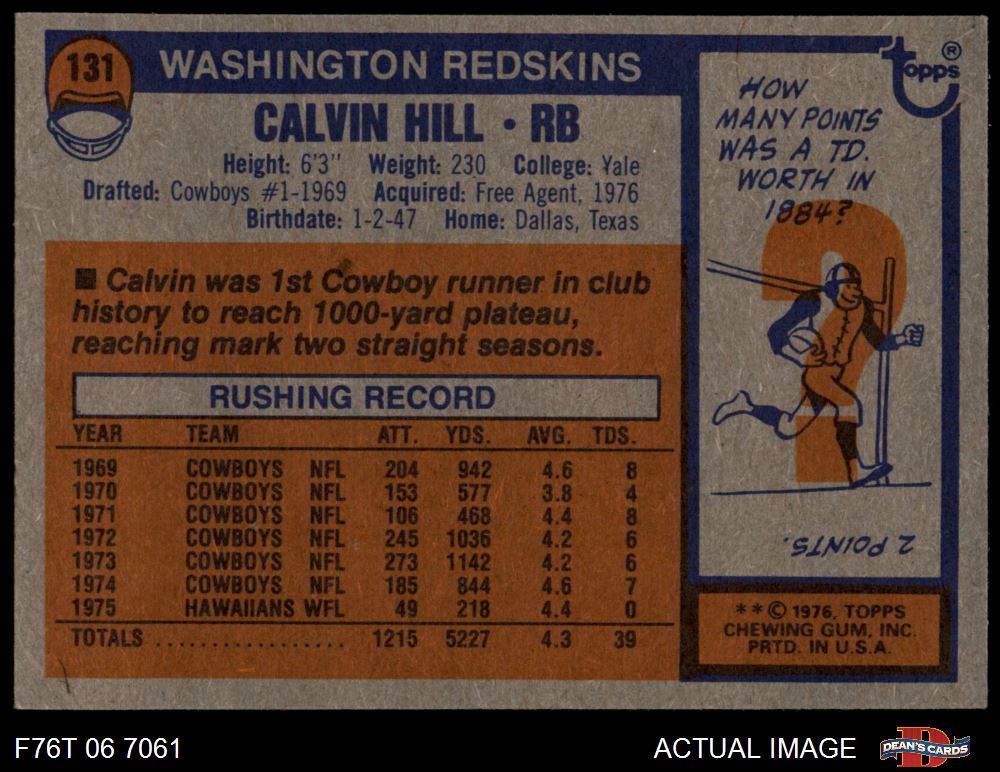 131
WASHINGTON REDSKINS
CALVIN HILL • RB
Height: 6'3" Weight: 230 College: Yale
Drafted: Cowboys #1-1969 Acquired: Free Agent, 1976
Birthdate: 1-2-47 Home: Dallas, Texas
■ Calvin was 1st Cowboy runner in club
history to reach 1000-yard plateau,
reaching mark two straight seasons.
RUSHING RECORD
YEAR TEAM ATT. YDS. AVG. TDS.
1969 COWBOYS NFL 204 942 4.6 8
1970 COWBOYS NFL 153 577 3.8 4
1971 COWBOYS NFL 106 468 4.4 8
1972 COWBOYS NFL 245 1036 4.2 6
1973 COWBOYS NFL 273 1142 4.2 6
1974 COWBOYS NFL 185 844 4.6 7
1975 HAWAIIANS WFL 49 218 4.4 0
TOTALS ................. 1215 5227 4.3 39
topps ®
HOW
MANY POINTS
WAS A TD.
WORTH IN
1884?
?
2 POINTS.
**© 1976, TOPPS
CHEWING GUM, INC.
PRTD. IN U.S.A.
F76T 06 7061
ACTUAL IMAGE
D
DEAN'S CARDS